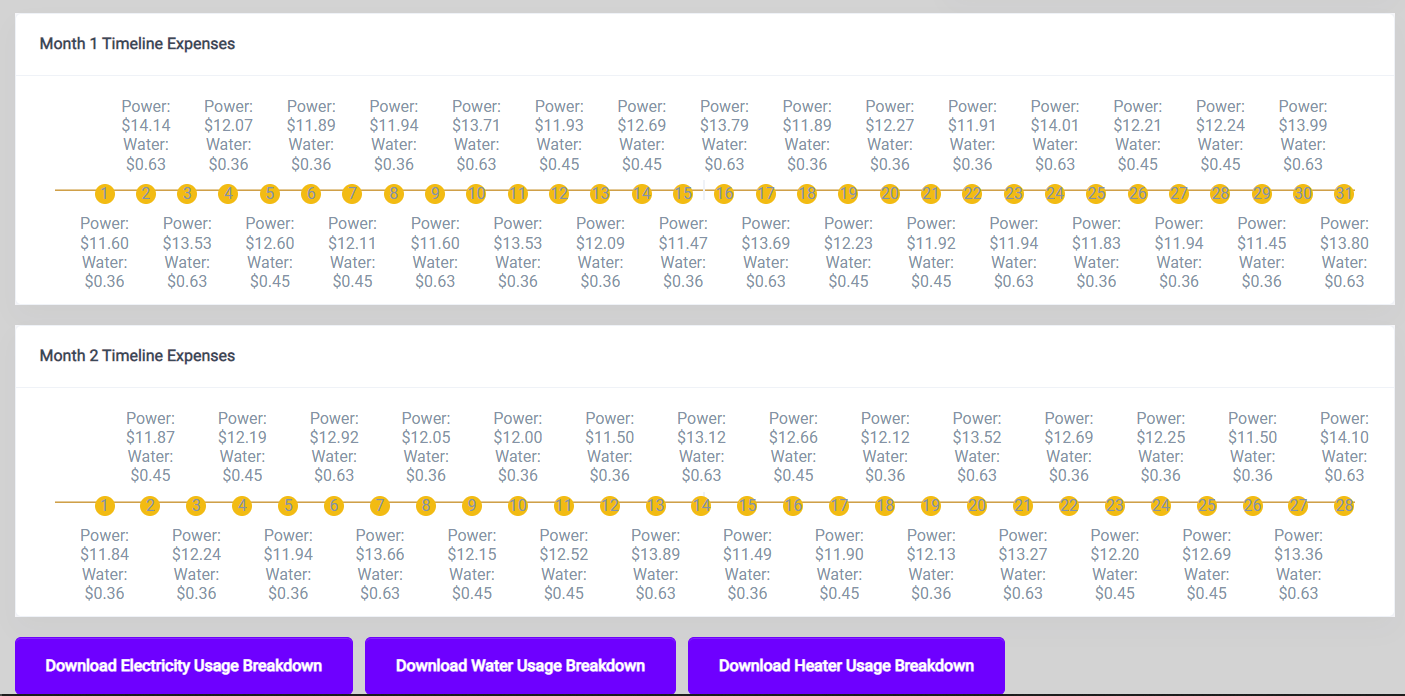 Month 1 Timeline Expenses
Power: Power: Power: Power: Power: Power: Power: Power: Power: Power: Power: Power: Power: Power: Power:
$14.14 $12.07 $11.89 $11.94 $13.71 $11.93 $12.69 $13.79 $11.89 $12.27 $11.91 $14.01 $12.21 $12.24 $13.99
Water: Water: Water: Water: Water: Water: Water: Water: Water: Water: Water: Water: Water: Water: Water:
$0.63 $0.36 $0.36 $0.36 $0.63 $0.45 $0.45 $0.63 $0.36 $0.36 $0.36 $0.63 $0.45 $0.45 $0.63
1 2 3 4 5 6 7 8 9 10 11 12 13 14 15 16 17 18 19 20 21 22 23 24 25 26 27 28 29 30 31
Power: Power: Power: Power: Power: Power: Power: Power: Power: Power: Power: Power: Power: Power: Power: Power:
$11.60 $13.53 $12.60 $12.11 $11.60 $13.53 $12.09 $11.47 $13.69 $12.23 $11.92 $11.94 $11.83 $11.94 $11.45 $13.80
Water: Water: Water: Water: Water: Water: Water: Water: Water: Water: Water: Water: Water: Water: Water: Water:
$0.36 $0.63 $0.45 $0.45 $0.63 $0.36 $0.36 $0.36 $0.63 $0.45 $0.45 $0.63 $0.36 $0.36 $0.36 $0.63
Month 2 Timeline Expenses
Power: Power: Power: Power: Power: Power: Power: Power: Power: Power: Power: Power: Power: Power:
$11.87 $12.19 $12.92 $12.05 $12.00 $11.50 $13.12 $12.66 $12.12 $13.52 $12.69 $12.25 $11.50 $14.10
Water: Water: Water: Water: Water: Water: Water: Water: Water: Water: Water: Water: Water: Water:
$0.45 $0.45 $0.63 $0.36 $0.36 $0.36 $0.63 $0.45 $0.36 $0.63 $0.36 $0.36 $0.36 $0.63
1 2 3 4 5 6 7 8 9 10 11 12 13 14 15 16 17 18 19 20 21 22 23 24 25 26 27 28
Power: Power: Power: Power: Power: Power: Power: Power: Power: Power: Power: Power: Power: Power:
$11.84 $12.24 $11.94 $13.66 $12.15 $12.52 $13.89 $11.49 $11.90 $12.13 $13.27 $12.20 $12.69 $13.36
Water: Water: Water: Water: Water: Water: Water: Water: Water: Water: Water: Water: Water: Water:
$0.36 $0.36 $0.36 $0.63 $0.45 $0.45 $0.63 $0.36 $0.45 $0.36 $0.63 $0.45 $0.45 $0.63
Download Electricity Usage Breakdown
Download Water Usage Breakdown
Download Heater Usage Breakdown